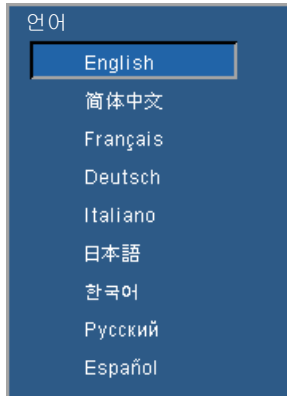 언어
English
简体中文
Français
Deutsch
Italiano
日本語
한국어
Русский
Español